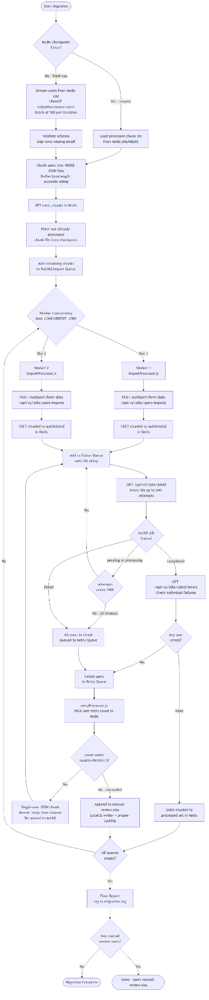 Start Migration
Redis Checkpoint
Exists?
No - fresh run
Yes - resume
Stream users from Redis
List
LRANGE
migration:source:users
Batch of 500 per iteration
Validate schema
skip rows missing email
Load processed chunk IDs
from Redis SMEMBERS
Chunk users into 480KB
JSON files
Buffer.byteLength
accurate sizing
SET total_chunks in Redis
Filter out already
processed
chunk IDs from checkpoint
Add remaining chunks
to BullMQ Import Queue
Worker Concurrency
MAX_CONCURRENT_JOBS
Slot 2
Slot 1
Worker 2
importProcessor.js
Worker 1
importProcessor.js
POST multipart/form-data
/api/v2/jobs/users-imports
POST multipart/form-data
/api/v2/jobs/users-imports
HSET chunkId to auth0JobId
in Redis
HSET chunkId to auth0JobId
in Redis
Add to Status Queue
with 30s delay
GET /api/v2/jobs/jobId
Every 30s up to 240
attempts
Yes
No
Auth0 Job
Status?
pending or processing
completed
failed
attempts
under 240?
GET
/api/v2/jobs/jobId/errors
Check individual failures
No - 2h timeout
All users in chunk
queued to Retry Queue
Any user
errors?
Yes
Failed users
to Retry Queue
None
retryProcessor.js
INCR user retry count in
Redis
count under
maxUserRetries 3?
Yes
No - exceeded
Single-user JSON chunk
Atomic temp then rename
Re-upload to Auth0
Append to manual-
review.xlsx
ExcelJS writer + proper-
lockfile
SADD chunkId to
processed set in Redis
All queues
empty?
Yes
Final Report
log to migration.log
Any manual
review users?
No
Yes
Migration Complete
Done - open manual-
review.xlsx